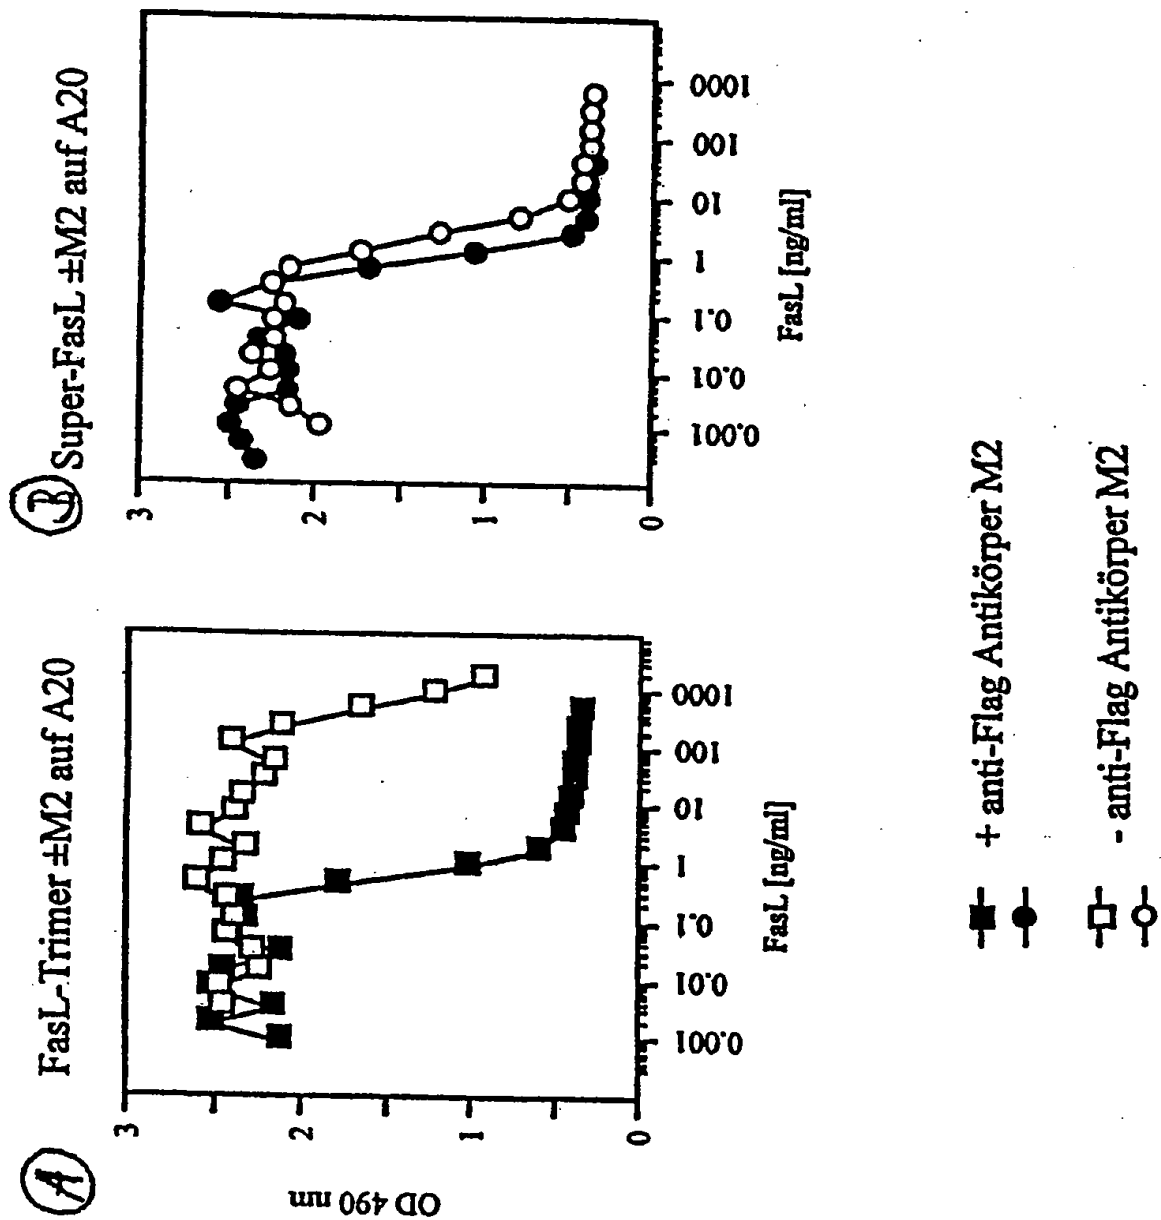 A
FasL-Trimer ±M2 auf A20
OD 490 nm
3
2
1
0
0.001
0.01
0.1
1
10
100
1000
FasL [ng/ml]
B
Super-FasL ±M2 auf A20
3
2
1
0
0.001
0.01
0.1
1
10
100
1000
FasL [ng/ml]
+ anti-Flag Antikörper M2
- anti-Flag Antikörper M2